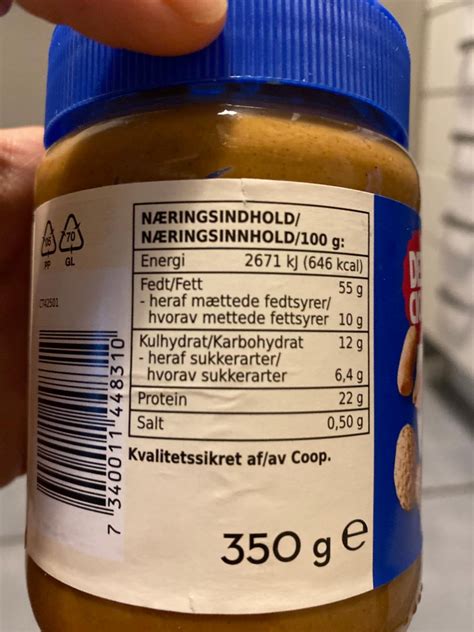 NÆRINGSINDHOLD/
NÆRINGSINNHOLD/100 g:
Energi 2671 kJ (646 kcal)
Fedt/Fett 55 g
- heraf mættede fedtsyrer/
hvorav mettede fettsyrer 10 g
Kulhydrat/Karbohydrat 12 g
- heraf sukkerarter/
hvorav sukkerarter 6,4 g
Protein 22 g
Salt 0,50 g
Kvalitetssikret af/av Coop.
350 g e
PP
70
GL
7 340011 448310